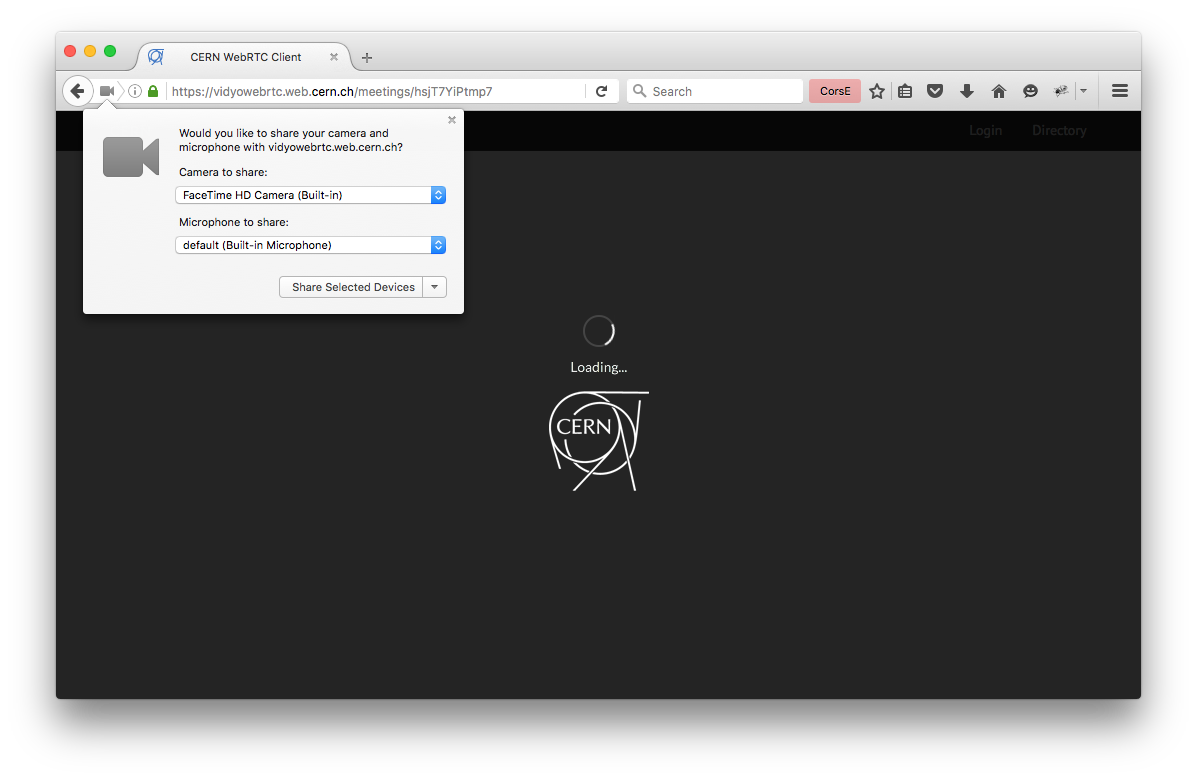 CERN WebRTC Client
https://vidyowebrtc.web.cern.ch/meetings/hsjT7YiPtmp7
Search
CorsE
Login
Directory
Would you like to share your camera and
microphone with vidyowebrtc.web.cern.ch?
Camera to share:
FaceTime HD Camera (Built-in)
Microphone to share:
default (Built-in Microphone)
Share Selected Devices
Loading...
CERN